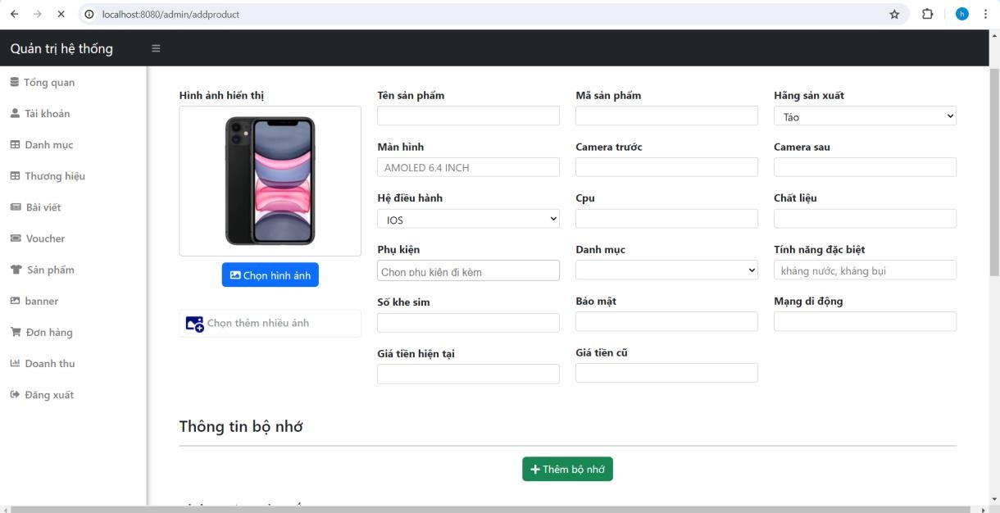 localhost:8080/admin/addproduct
h
Quản trị hệ thống
Tổng quan
Tài khoản
Danh mục
Thương hiệu
Bài viết
Voucher
Sản phẩm
banner
Đơn hàng
Doanh thu
Đăng xuất
Hình ảnh hiển thị
Chọn hình ảnh
Chọn thêm nhiều ảnh
Tên sản phẩm
Mã sản phẩm
Hãng sản xuất
Táo
Màn hình
Camera trước
Camera sau
AMOLED 6.4 INCH
Hệ điều hành
Cpu
Chất liệu
IOS
Phụ kiện
Danh mục
Tính năng đặc biệt
Chọn phụ kiện đi kèm
kháng nước, kháng bụi
Số khe sim
Bảo mật
Mạng di động
Giá tiền hiện tại
Giá tiền cũ
Thông tin bộ nhớ
Thêm bộ nhớ